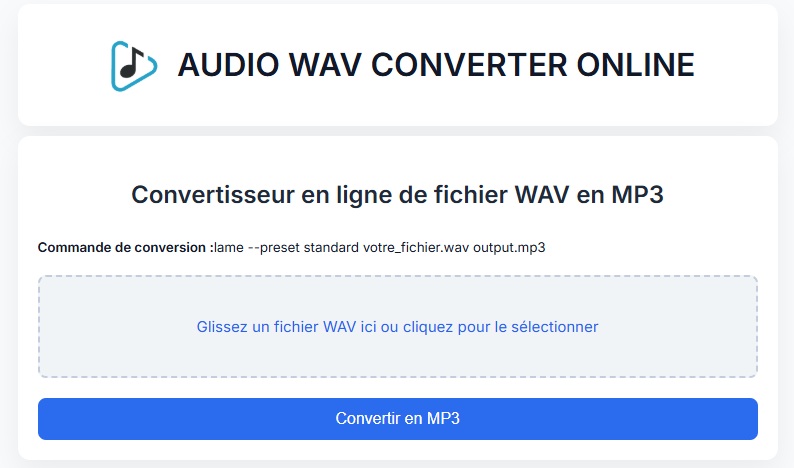 AUDIO WAV CONVERTER ONLINE
Convertisseur en ligne de fichier WAV en MP3
Commande de conversion :lame --preset standard votre_fichier.wav output.mp3
Glissez un fichier WAV ici ou cliquez pour le sélectionner
Convertir en MP3